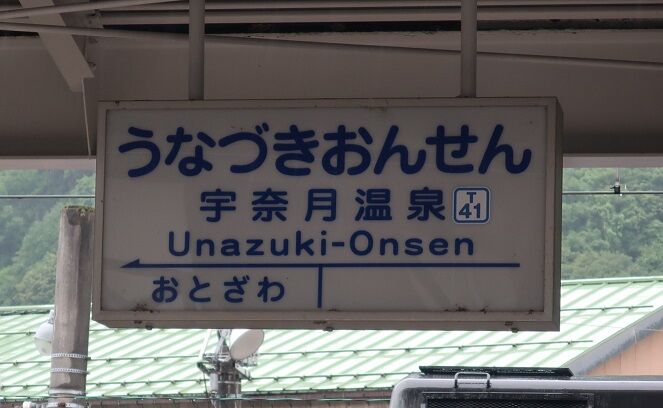 うなづきおんせん
宇奈月温泉 T 41
Unazuki-Onsen
おとざわ